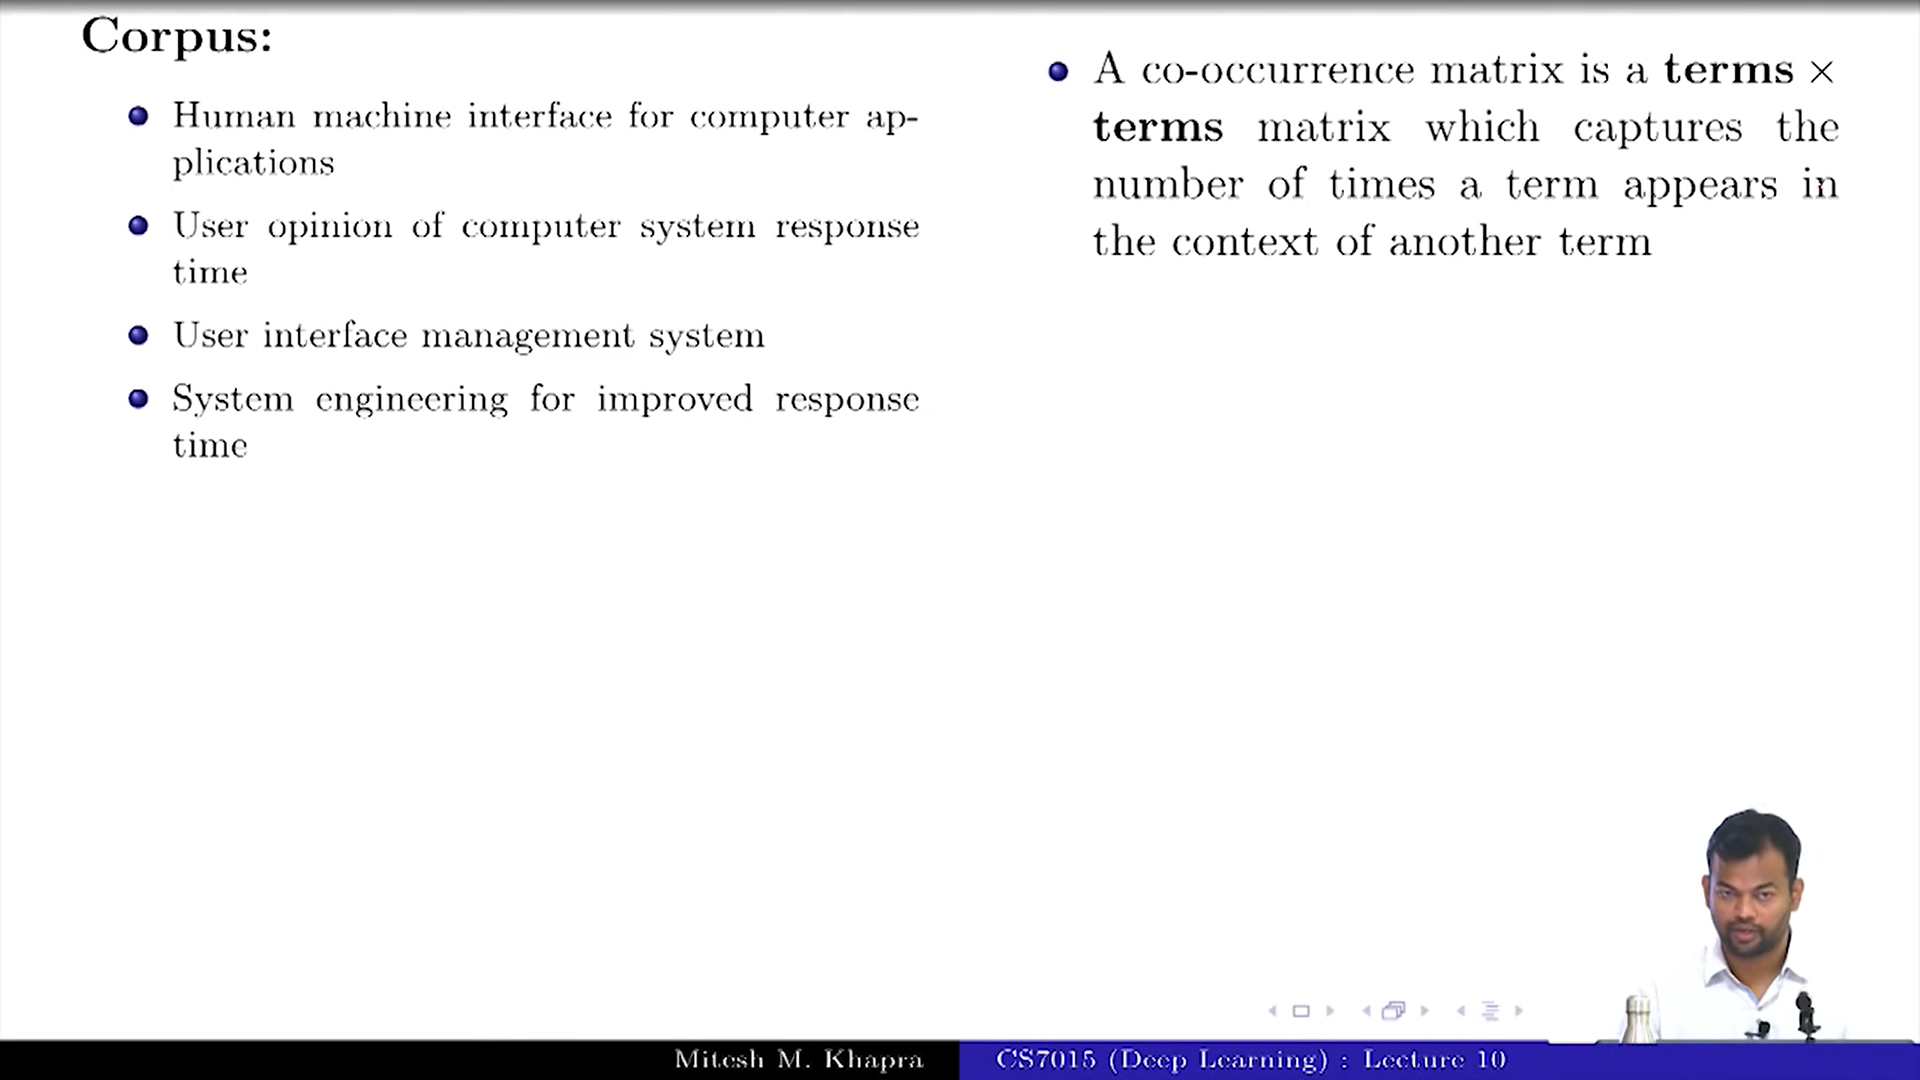 Corpus:
Human machine interface for computer ap-
plications
User opinion of computer system response
time
User interface management system
System engineering for improved response
time
A co-occurrence matrix is a terms ×
terms matrix which captures the
number of times a term appears in
the context of another term
Mitesh M. Khapra
CS7015 (Deep Learning) : Lecture 10